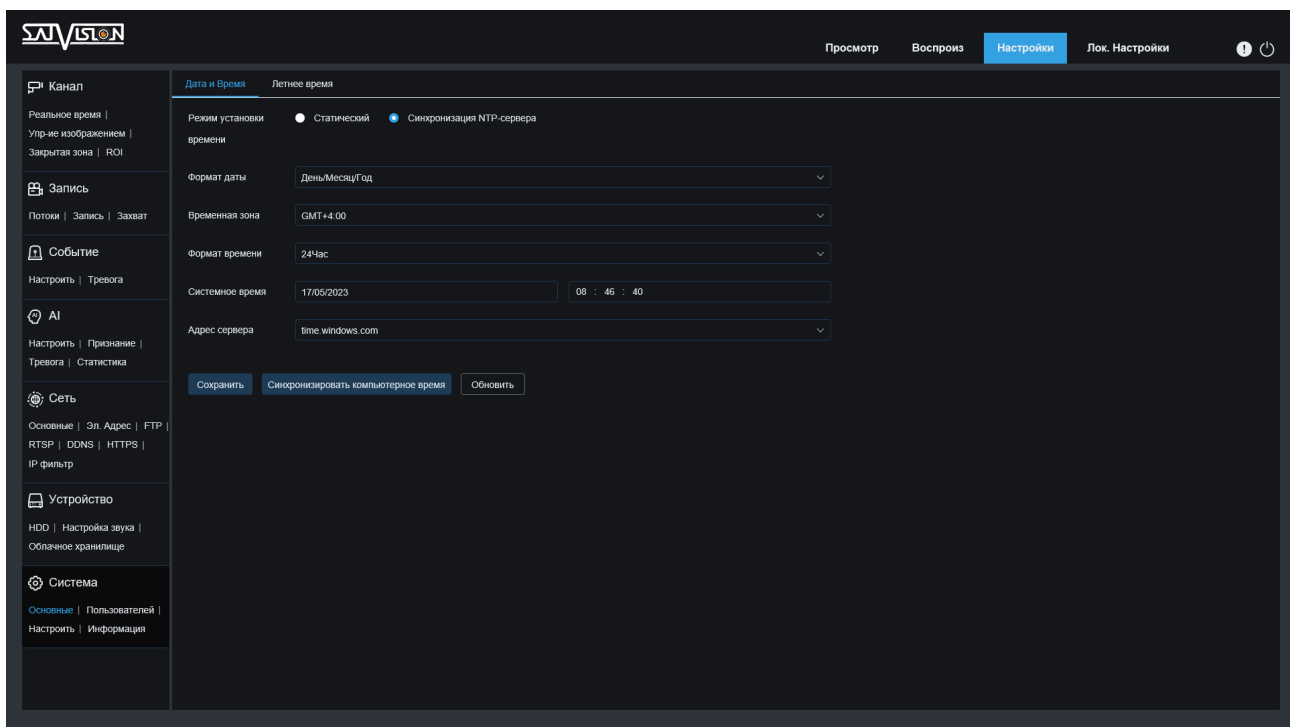 SATVISION
Просмотр Воспроиз Настройки Лок. Настройки
Канал
Реальное время |
Упр-ие изображением |
Закрытая зона | ROI
Запись
Потоки | Запись | Захват
Событие
Настроить | Тревога
AI
Настроить | Признание |
Тревога | Статистика
Сеть
Основные | Эл. Адрес | FTP |
RTSP | DDNS | HTTPS |
IP фильтр
Устройство
HDD | Настройка звука |
Облачное хранилище
Система
Основные | Пользователей |
Настроить | Информация
Дата и Время Летнее время
Режим установки времени
Статический Синхронизация NTP-сервера
Формат даты День/Месяц/Год
Временная зона GMT+4:00
Формат времени 24Час
Системное время 17/05/2023 08 : 46 : 40
Адрес сервера time.windows.com
Сохранить Синхронизировать компьютерное время Обновить